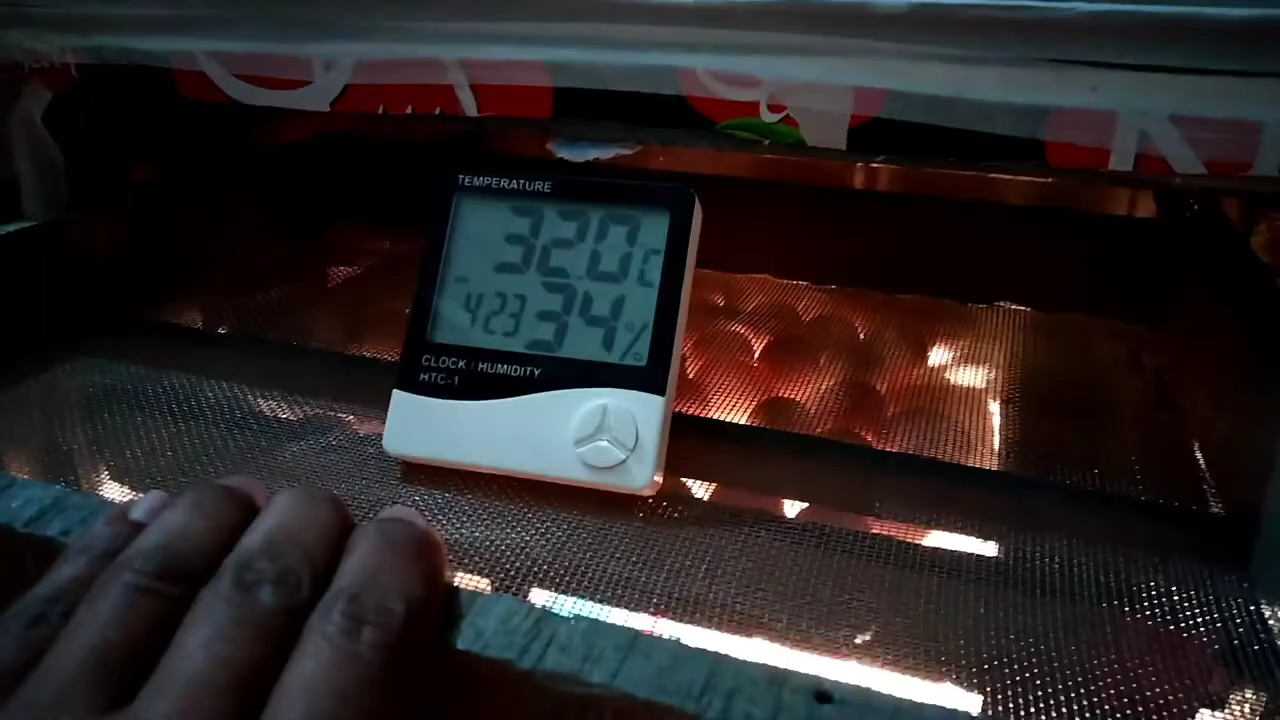 TEMPERATURE
32.0 C
4 23 34 %
CLOCK / HUMIDITY
HTC-1